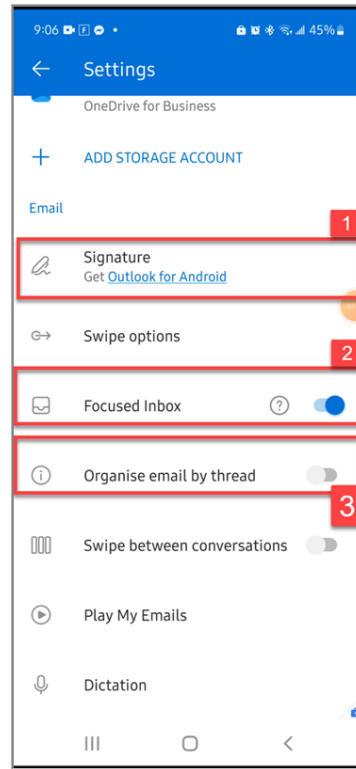 9:06 45%
Settings
OneDrive for Business
ADD STORAGE ACCOUNT
Email
1
Signature
Get Outlook for Android
Swipe options
2
Focused Inbox ?
Organise email by thread
3
Swipe between conversations
Play My Emails
Dictation